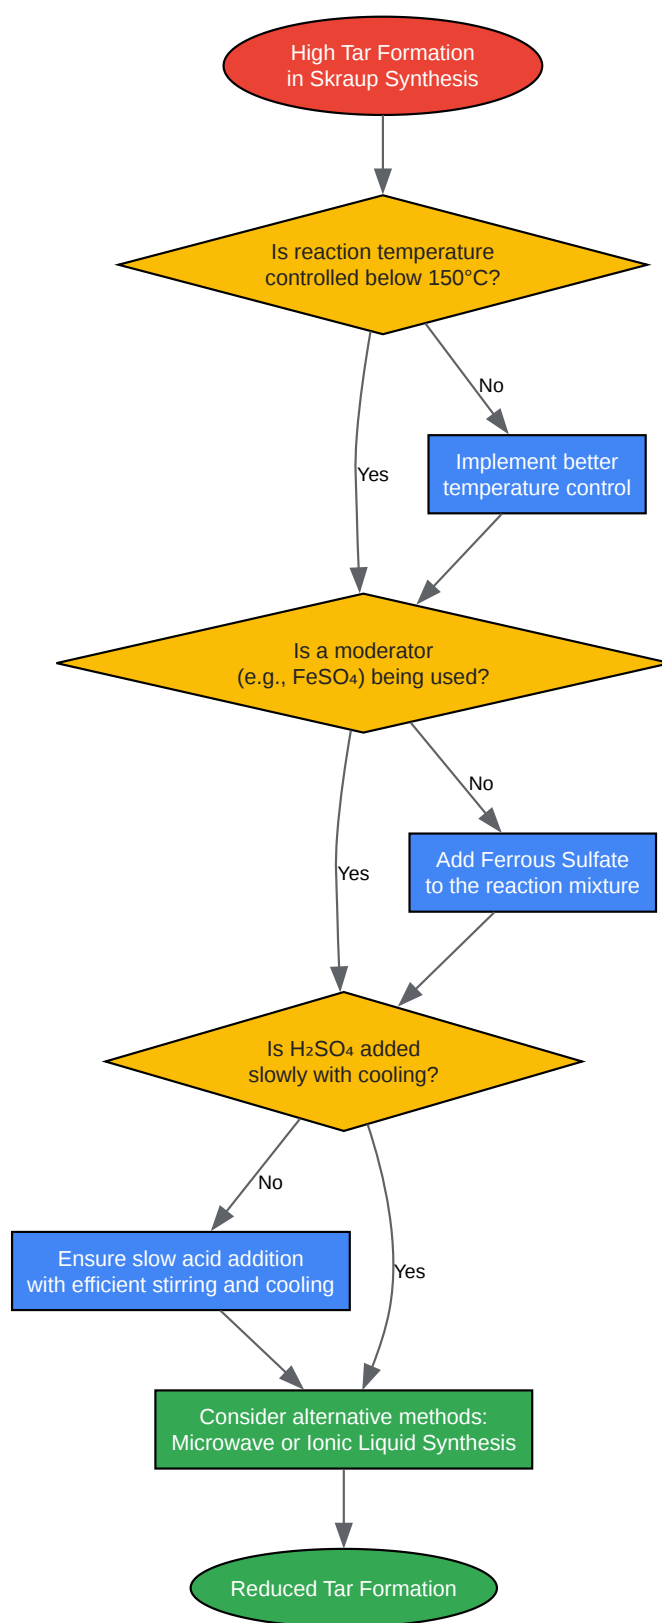 High Tar Formation
in Skraup Synthesis
Is reaction temperature
controlled below 150°C?
No
Implement better
temperature control
Yes
Is a moderator
(e.g., FeSO₄) being used?
No
Add Ferrous Sulfate
to the reaction mixture
Yes
Is H₂SO₄ added
slowly with cooling?
No
Ensure slow acid addition
with efficient stirring and cooling
Yes
Consider alternative methods:
Microwave or Ionic Liquid Synthesis
Reduced Tar Formation